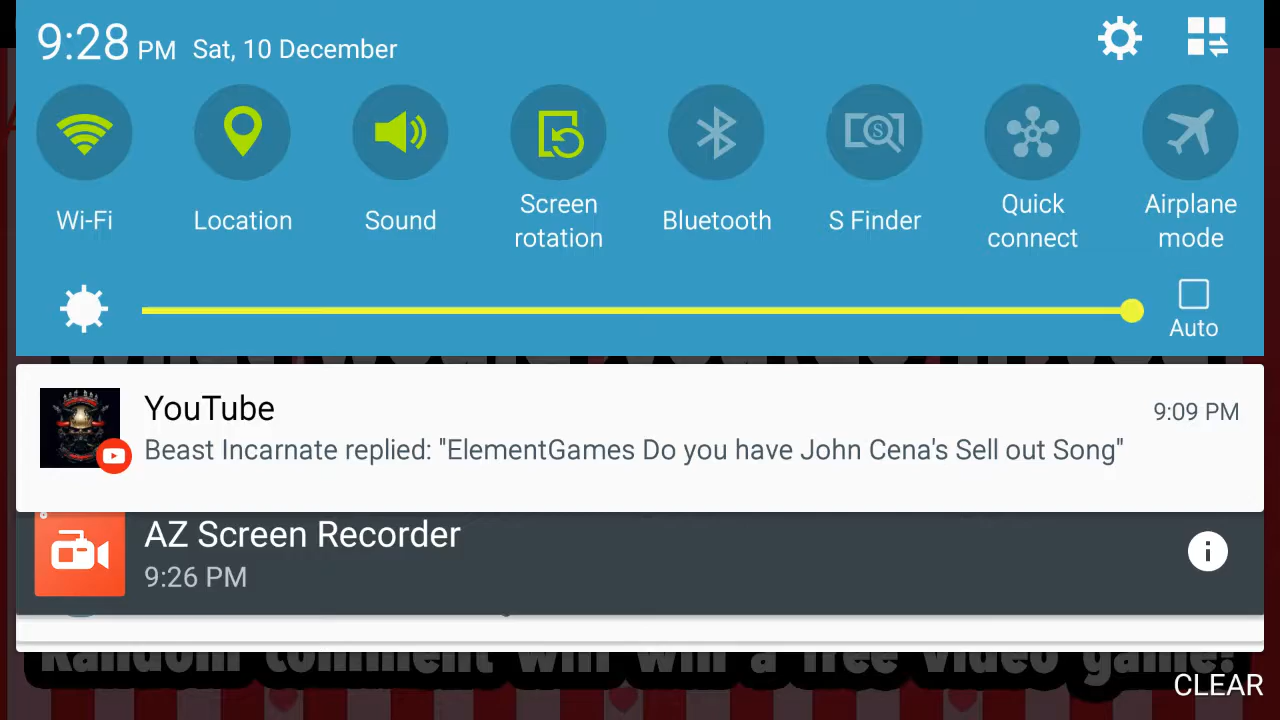 9:28 PM Sat, 10 December
Wi-Fi
Location
Sound
Screen
rotation
Bluetooth
S Finder
Quick
connect
Airplane
mode
Auto
YouTube
9:09 PM
Beast Incarnate replied: "ElementGames Do you have John Cena's Sell out Song"
AZ Screen Recorder
9:26 PM
Random comment will win a free video game!
CLEAR